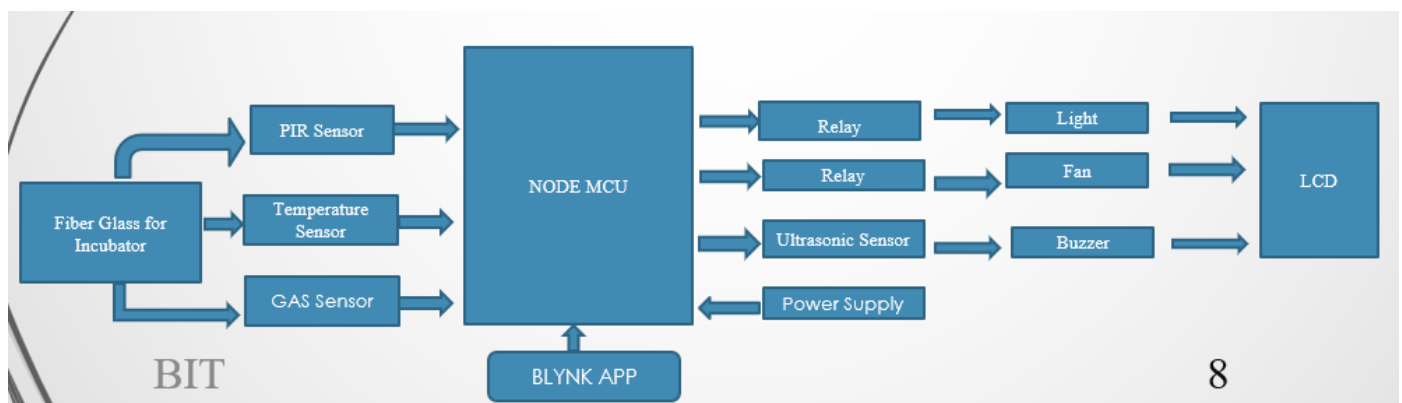 PIR Sensor
Relay
Light
NODE MCU
Relay
Fan
LCD
Fiber Glass for
Incubator
Temperature
Sensor
Ultrasonic Sensor
Buzzer
GAS Sensor
Power Supply
BLYNK APP
BIT
8